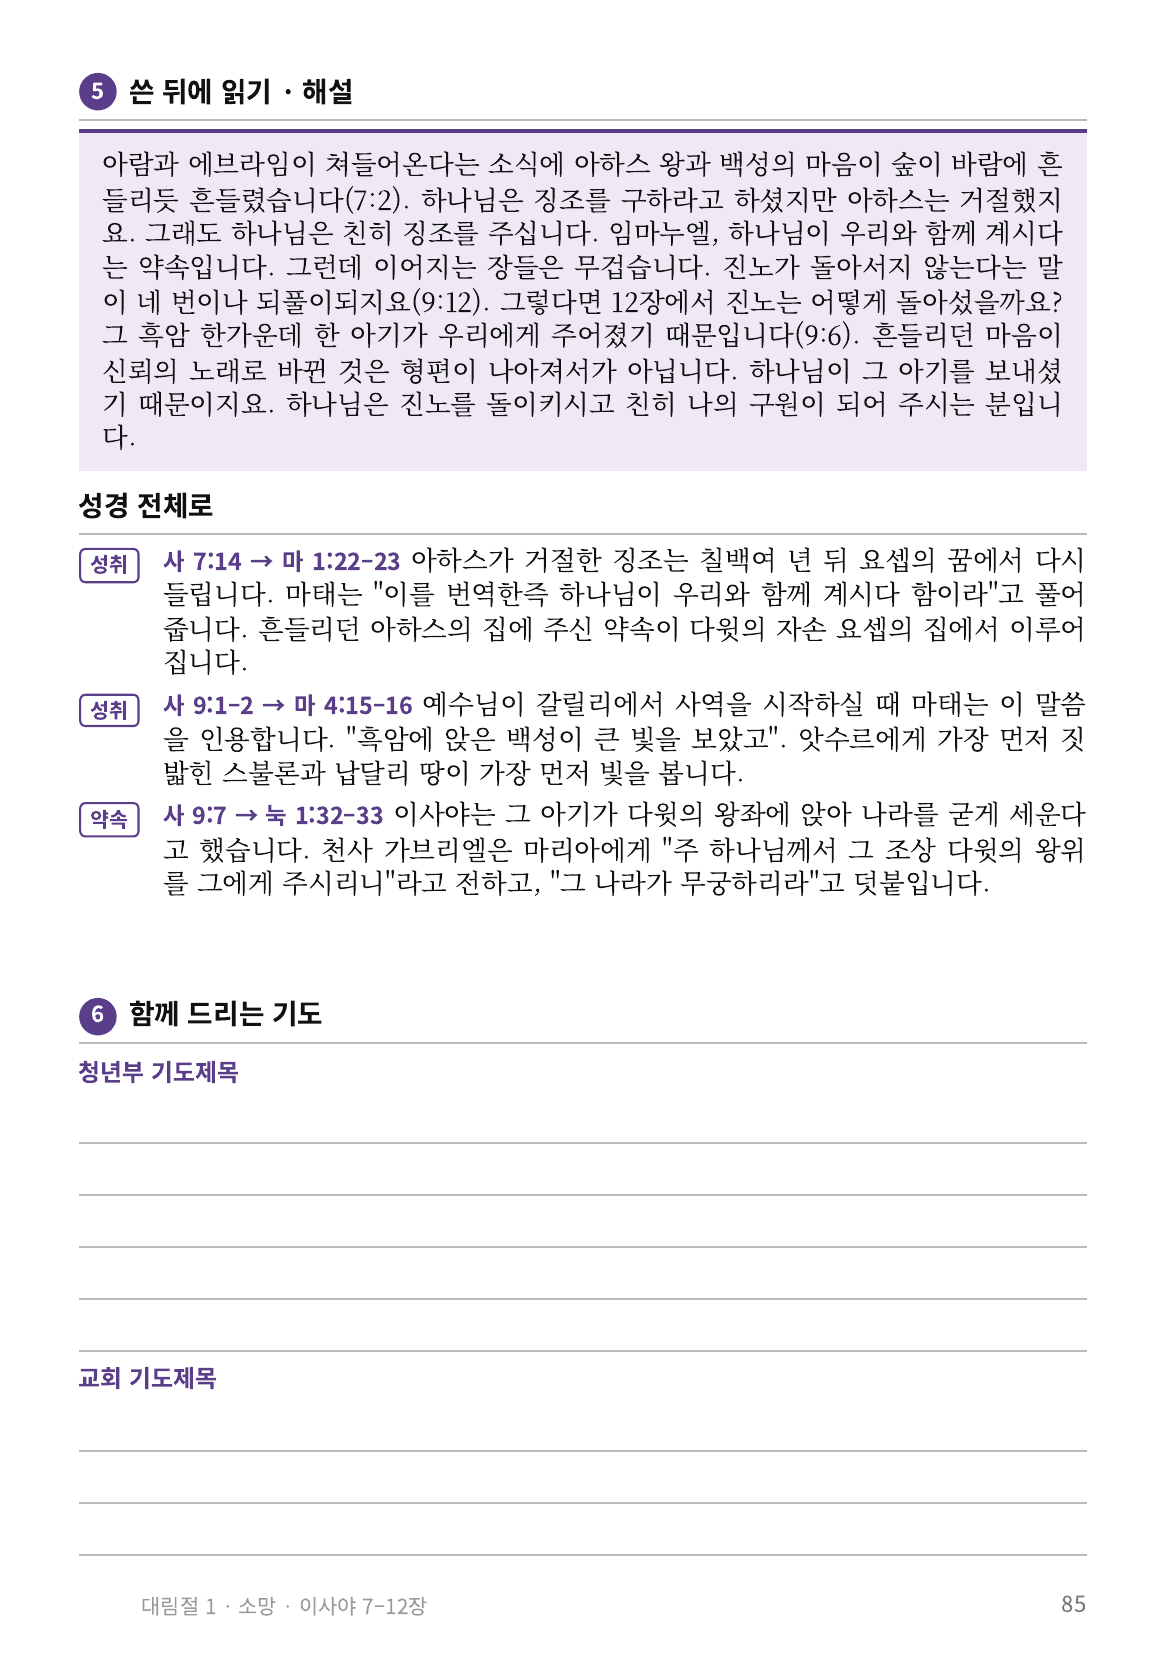 5 쓴 뒤에 읽기 · 해설
아람과 에브라임이 쳐들어온다는 소식에 아하스 왕과 백성의 마음이 숲이 바람에 흔
들리듯 흔들렸습니다(7:2). 하나님은 징조를 구하라고 하셨지만 아하스는 거절했지
요. 그래도 하나님은 친히 징조를 주십니다. 임마누엘, 하나님이 우리와 함께 계시다
는 약속입니다. 그런데 이어지는 장들은 무겁습니다. 진노가 돌아서지 않는다는 말
이 네 번이나 되풀이되지요(9:12). 그렇다면 12장에서 진노는 어떻게 돌아섰을까요?
그 흑암 한가운데 한 아기가 우리에게 주어졌기 때문입니다(9:6). 흔들리던 마음이
신뢰의 노래로 바뀐 것은 형편이 나아져서가 아닙니다. 하나님이 그 아기를 보내셨
기 때문이지요. 하나님은 진노를 돌이키시고 친히 나의 구원이 되어 주시는 분입니
다.
성경 전체로
성취 사 7:14 → 마 1:22–23 아하스가 거절한 징조는 칠백여 년 뒤 요셉의 꿈에서 다시
들립니다. 마태는 "이를 번역한즉 하나님이 우리와 함께 계시다 함이라"고 풀어
줍니다. 흔들리던 아하스의 집에 주신 약속이 다윗의 자손 요셉의 집에서 이루어
집니다.
성취 사 9:1–2 → 마 4:15–16 예수님이 갈릴리에서 사역을 시작하실 때 마태는 이 말씀
을 인용합니다. "흑암에 앉은 백성이 큰 빛을 보았고". 앗수르에게 가장 먼저 짓
밟힌 스불론과 납달리 땅이 가장 먼저 빛을 봅니다.
약속 사 9:7 → 눅 1:32–33 이사야는 그 아기가 다윗의 왕좌에 앉아 나라를 굳게 세운다
고 했습니다. 천사 가브리엘은 마리아에게 "주 하나님께서 그 조상 다윗의 왕위
를 그에게 주시리니"라고 전하고, "그 나라가 무궁하리라"고 덧붙입니다.
6 함께 드리는 기도
청년부 기도제목
교회 기도제목
대림절 1 · 소망 · 이사야 7–12장 85